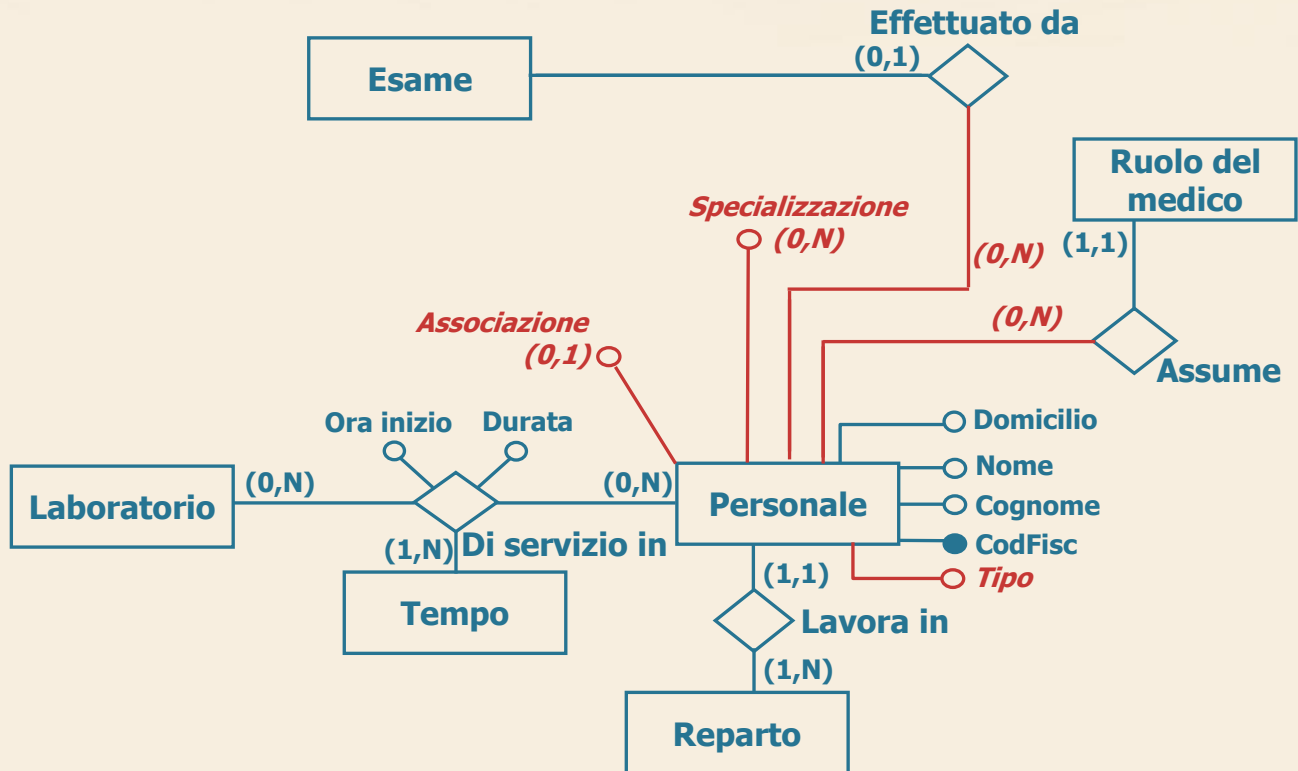 Effettuato da
(0,1)
Esame
Ruolo del
medico
Specializzazione
(0,N)
(0,N)
(1,1)
Associazione
(0,1)
(0,N)
Assume
Ora inizio
Durata
Domicilio
Nome
Laboratorio
(0,N)
(0,N)
Personale
Cognome
CodFisc
Tipo
(1,N)
Di servizio in
Tempo
(1,1)
Lavora in
(1,N)
Reparto